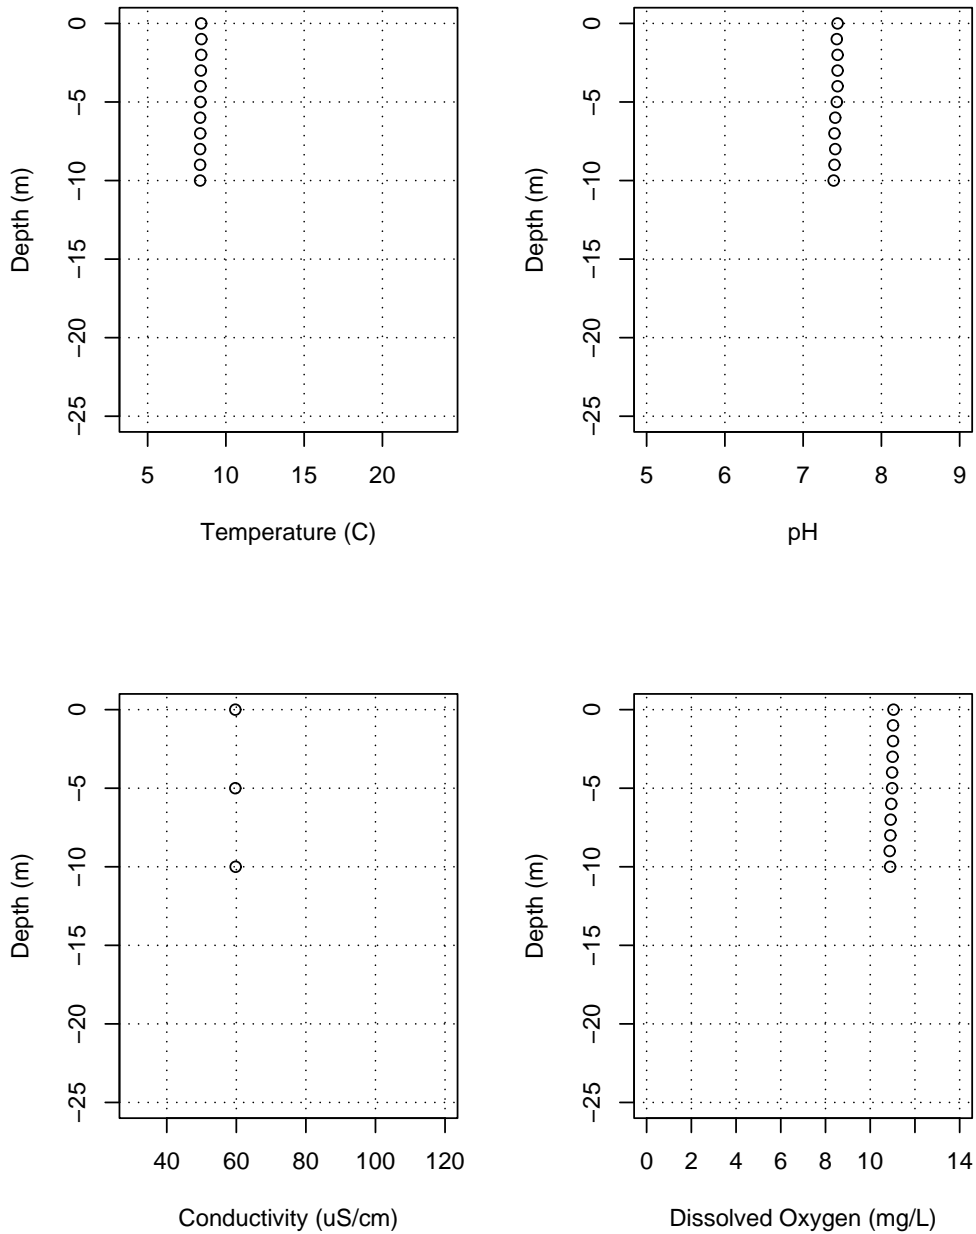 0
−5
−10
−15
−20
−25
Depth (m)
5 10 15 20
Temperature (C)
0
−5
−10
−15
−20
−25
Depth (m)
5 6 7 8 9
pH
0
−5
−10
−15
−20
−25
Depth (m)
40 60 80 100 120
Conductivity (uS/cm)
0
−5
−10
−15
−20
−25
Depth (m)
0 2 4 6 8 10 14
Dissolved Oxygen (mg/L)